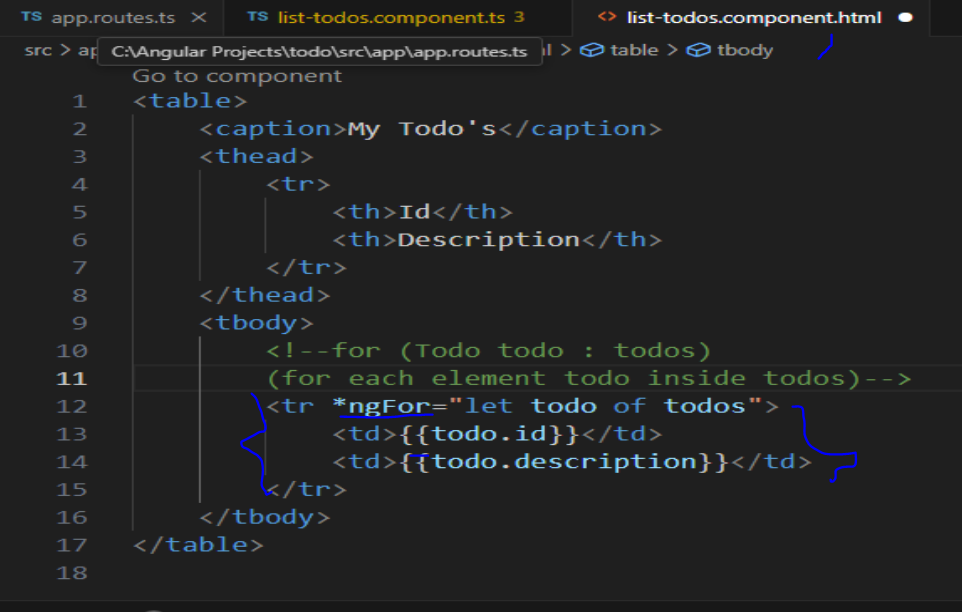 TS app.routes.ts × TS list-todos.component.ts 3 <> list-todos.component.html ●
src > ap C:\Angular Projects\todo\src\app\app.routes.ts l > table > tbody
Go to component
1 <table>
2 <caption>My Todo's</caption>
3 <thead>
4 <tr>
5 <th>Id</th>
6 <th>Description</th>
7 </tr>
8 </thead>
9 <tbody>
10 <!--for (Todo todo : todos)
11 (for each element todo inside todos)-->
12 <tr *ngFor="let todo of todos">
13 <td>{{todo.id}}</td>
14 <td>{{todo.description}}</td>
15 </tr>
16 </tbody>
17 </table>
18